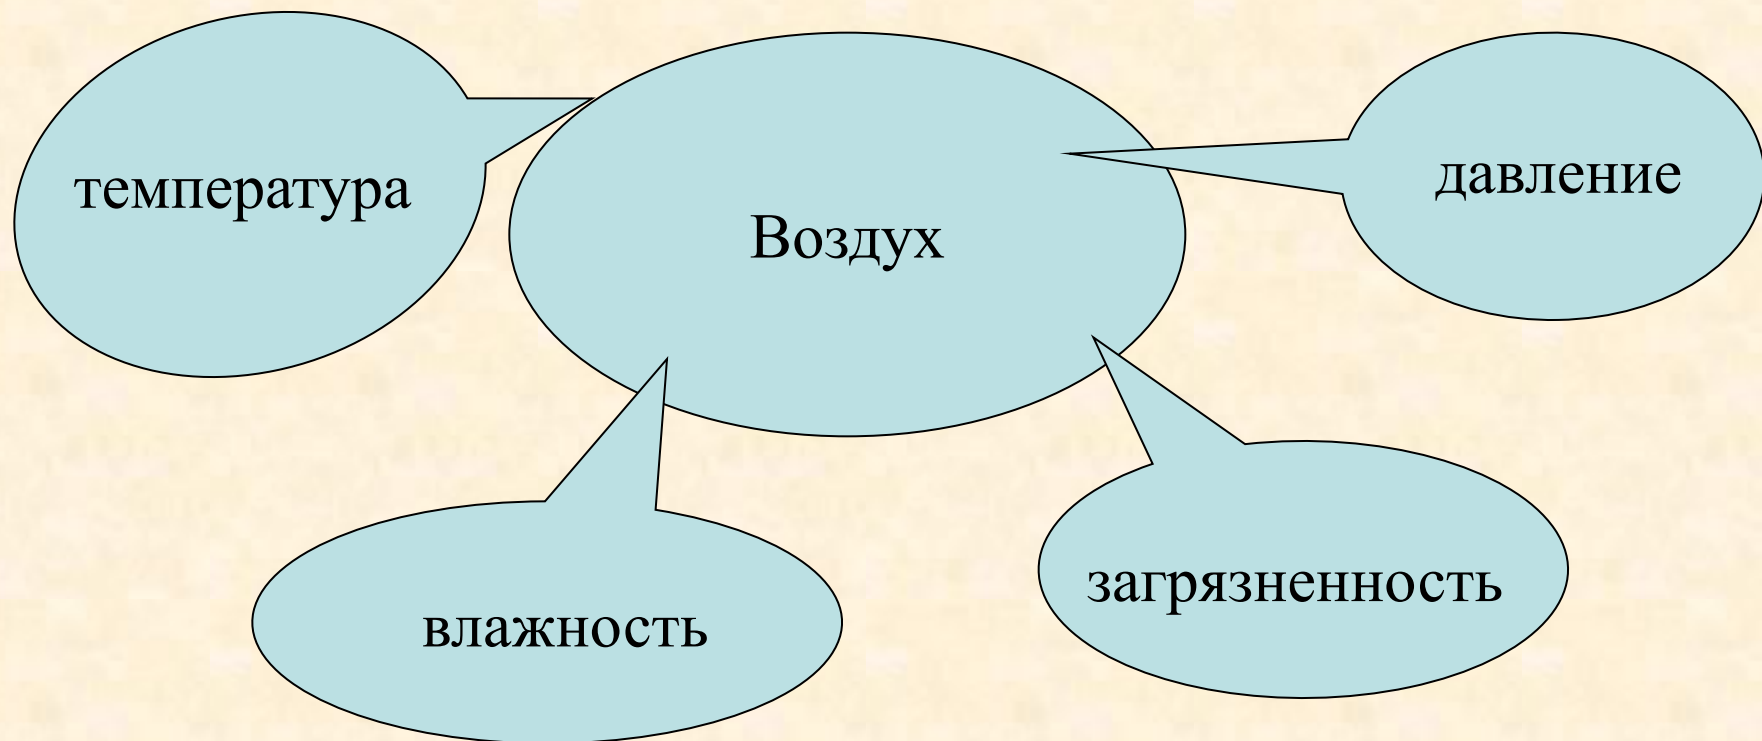 температура
Воздух
давление
влажность
загрязненность